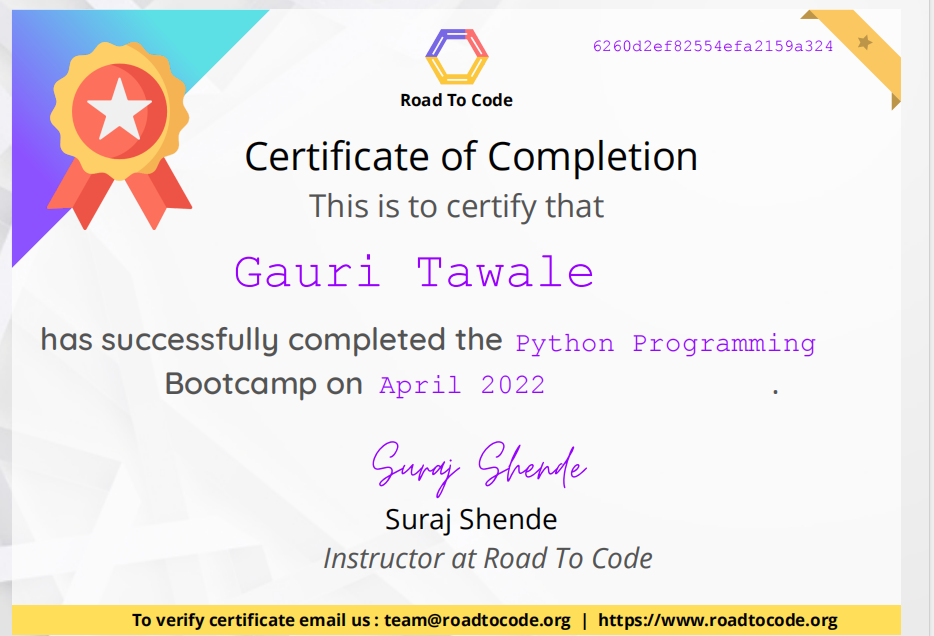 6260d2ef82554efa2159a324
Road To Code
Certificate of Completion
This is to certify that
Gauri Tawale
has successfully completed the Python Programming
Bootcamp on April 2022 .
Suraj Shende
Suraj Shende
Instructor at Road To Code
To verify certificate email us : team@roadtocode.org | https://www.roadtocode.org